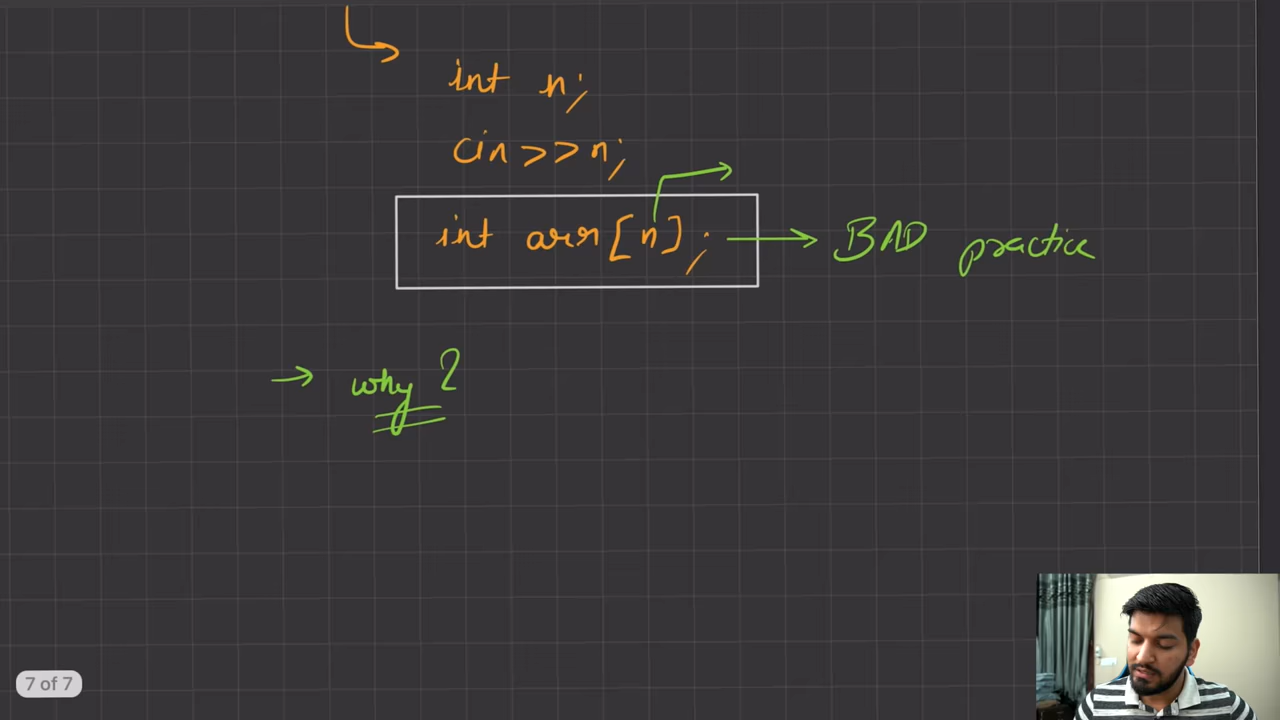 int n;
cin>>n;
int arr[n]; → BAD practice
→ why ?
7 of 7